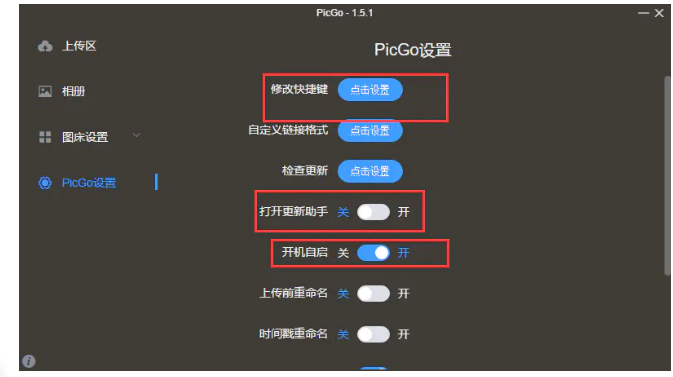 PicGo - 1.5.1
上传区
相册
图床设置
PicGo设置
PicGo设置
修改快捷键 点击设置
自定义链接格式 点击设置
检查更新 点击设置
打开更新助手 关 开
开机自启 关 开
上传前重命名 关 开
时间戳重命名 关 开